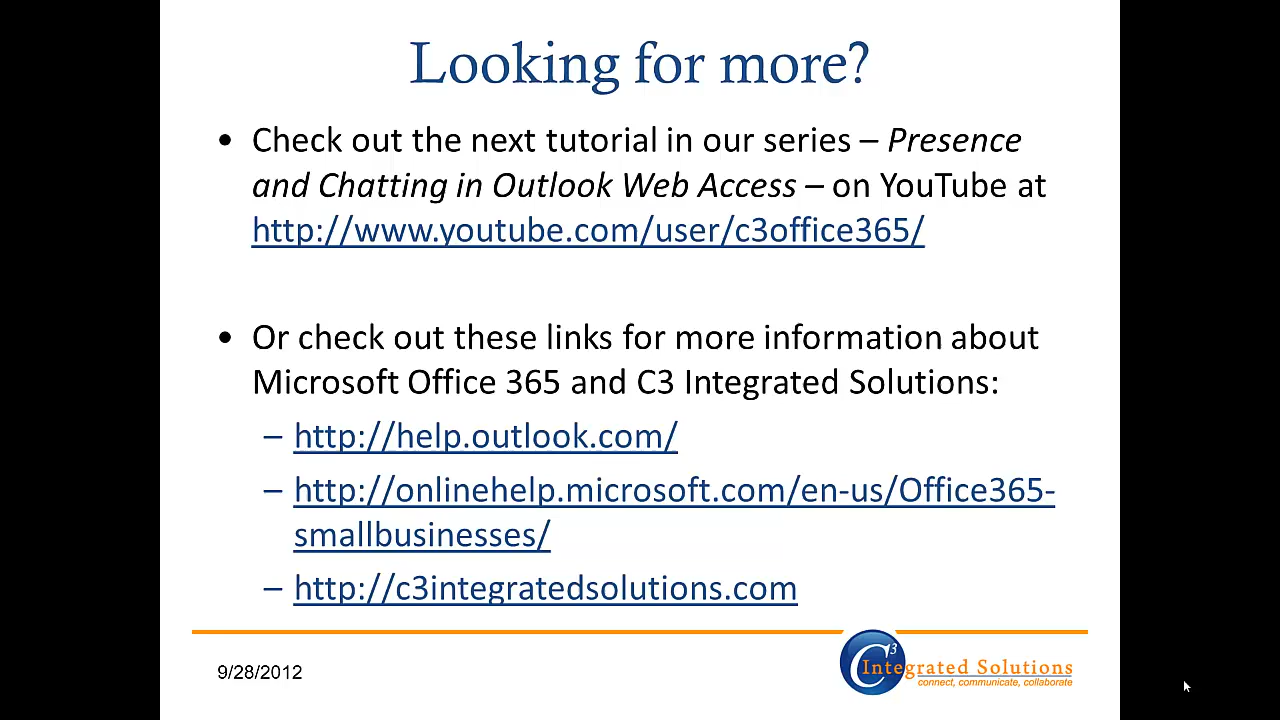 Looking for more?
• Check out the next tutorial in our series – Presence
and Chatting in Outlook Web Access – on YouTube at
http://www.youtube.com/user/c3office365/
• Or check out these links for more information about
Microsoft Office 365 and C3 Integrated Solutions:
– http://help.outlook.com/
– http://onlinehelp.microsoft.com/en-us/Office365-
smallbusinesses/
– http://c3integratedsolutions.com
9/28/2012
C3 Integrated Solutions
connect, communicate, collaborate